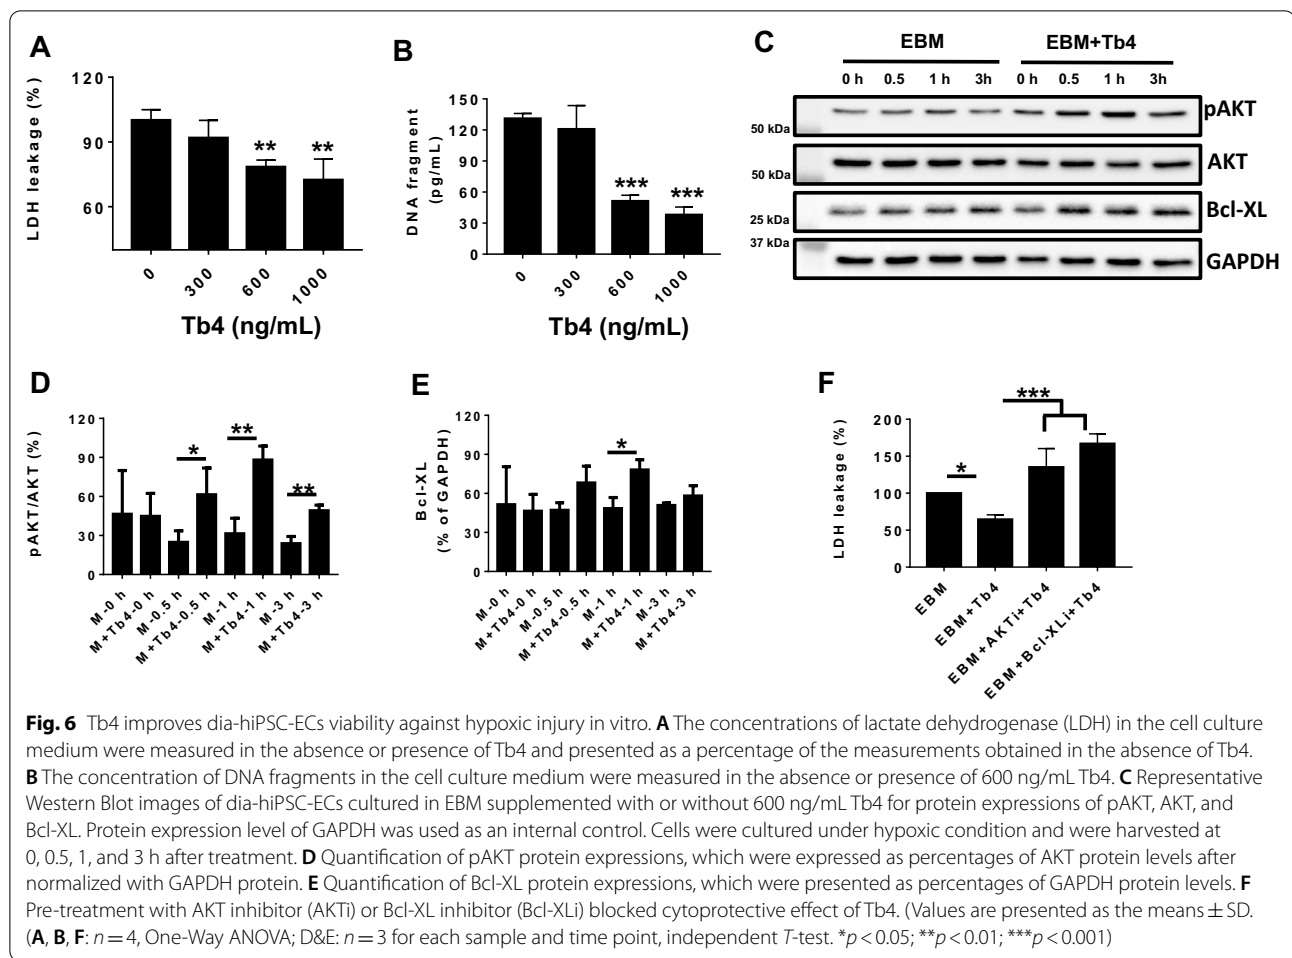 A
LDH leakage (%)
120
90
60
0
300
600
1000
**
**
Tb4 (ng/mL)
B
DNA fragment
(pg/mL)
150
120
90
60
30
0
0
300
600
1000
***
***
Tb4 (ng/mL)
C
EBM
EBM+Tb4
0 h 0.5 1 h 3h 0 h 0.5 1 h 3h
50 kDa
pAKT
50 kDa
AKT
25 kDa
Bcl-XL
37 kDa
GAPDH
D
pAKT/AKT (%)
120
90
60
30
0
*
**
**
M-0 h
M+Tb4-0 h
M-0.5 h
M+Tb4-0.5 h
M-1 h
M+Tb4-1 h
M-3 h
M+Tb4-3 h
E
Bcl-XL
(% of GAPDH)
120
90
60
30
0
*
M-0 h
M+Tb4-0 h
M-0.5 h
M+Tb4-0.5 h
M-1 h
M+Tb4-1 h
M-3 h
M+Tb4-3 h
F
LDH leakage (%)
200
150
100
50
0
*
***
EBM
EBM+Tb4
EBM+AKTi+Tb4
EBM+Bcl-XLi+Tb4
Fig. 6 Tb4 improves dia-hiPSC-ECs viability against hypoxic injury in vitro. A The concentrations of lactate dehydrogenase (LDH) in the cell culture
medium were measured in the absence or presence of Tb4 and presented as a percentage of the measurements obtained in the absence of Tb4.
B The concentration of DNA fragments in the cell culture medium were measured in the absence or presence of 600 ng/mL Tb4. C Representative
Western Blot images of dia-hiPSC-ECs cultured in EBM supplemented with or without 600 ng/mL Tb4 for protein expressions of pAKT, AKT, and
Bcl-XL. Protein expression level of GAPDH was used as an internal control. Cells were cultured under hypoxic condition and were harvested at
0, 0.5, 1, and 3 h after treatment. D Quantification of pAKT protein expressions, which were expressed as percentages of AKT protein levels after
normalized with GAPDH protein. E Quantification of Bcl-XL protein expressions, which were presented as percentages of GAPDH protein levels. F
Pre-treatment with AKT inhibitor (AKTi) or Bcl-XL inhibitor (Bcl-XLi) blocked cytoprotective effect of Tb4. (Values are presented as the means ± SD.
(A, B, F: n = 4, One-Way ANOVA; D&E: n = 3 for each sample and time point, independent T-test. *p < 0.05; **p < 0.01; ***p < 0.001)